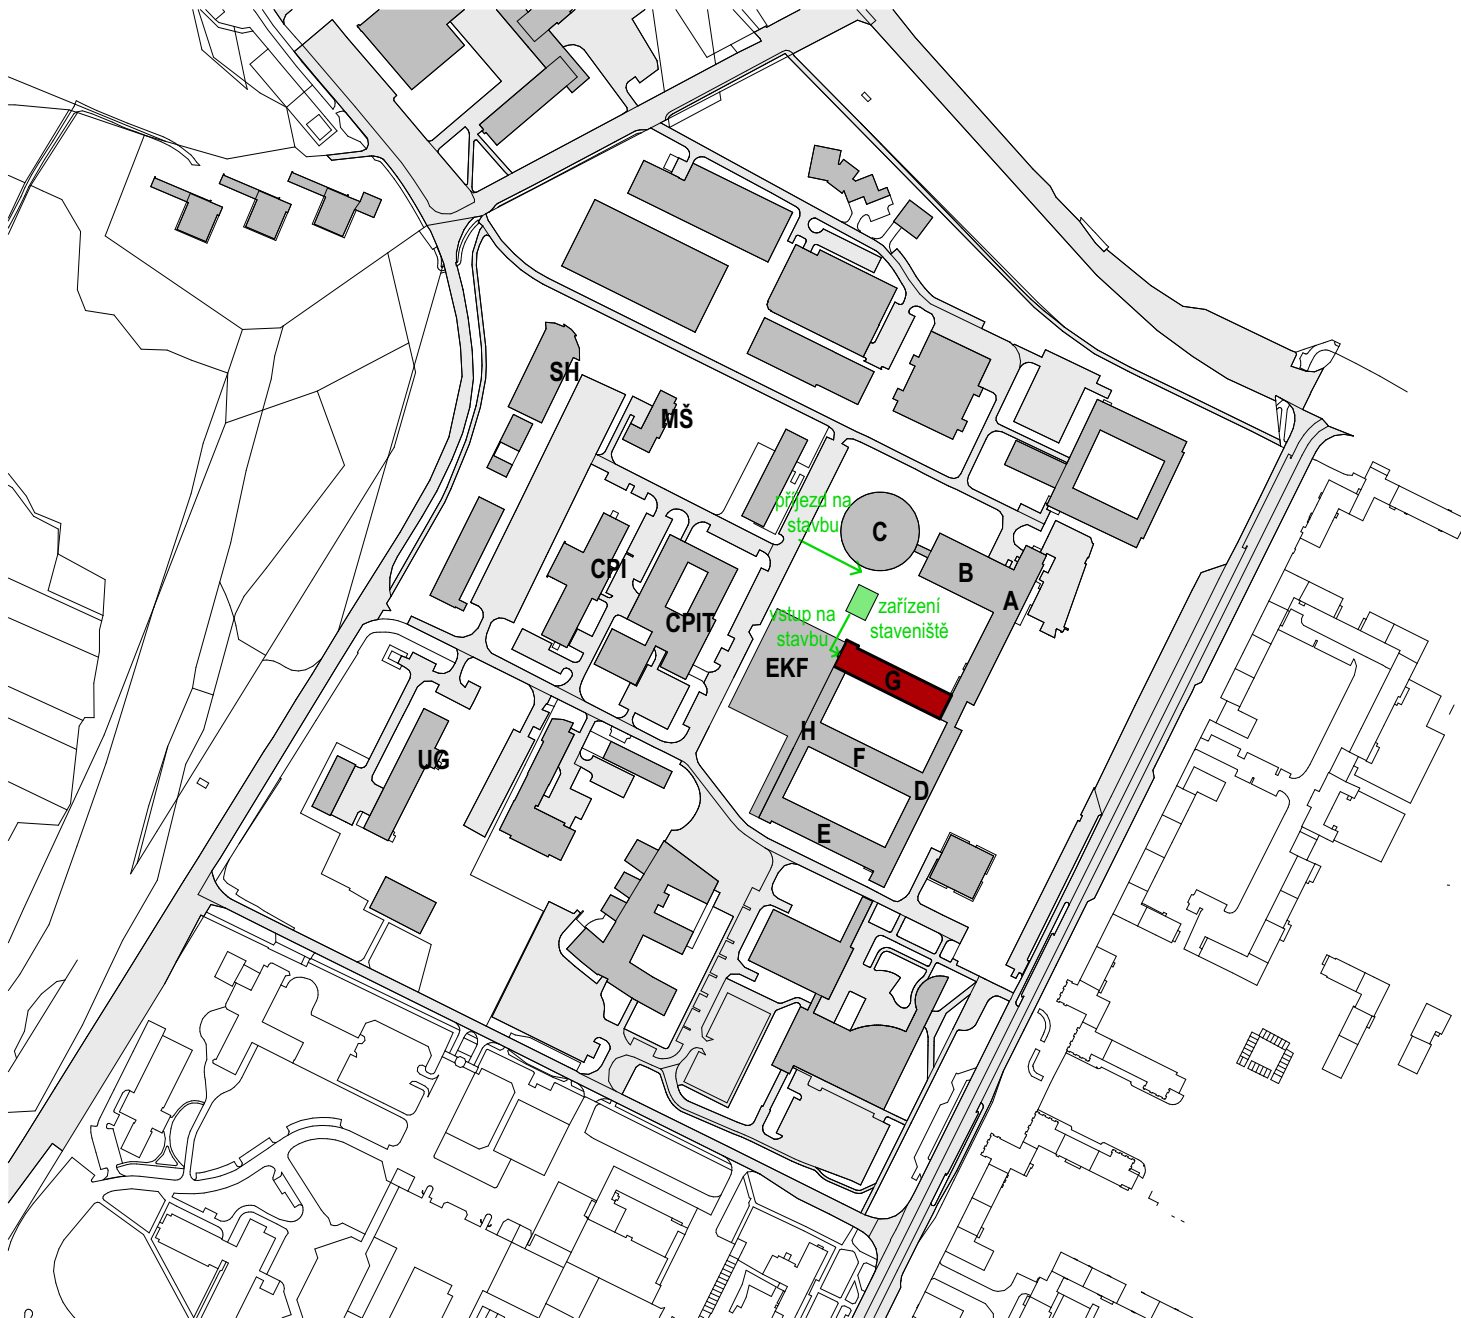 SH
MŠ
příjezd na
stavbu
C
B
A
CPI
CPIT
zařízení
staveniště
vstup na
stavbu
EKF
G
H
F
D
E
UG